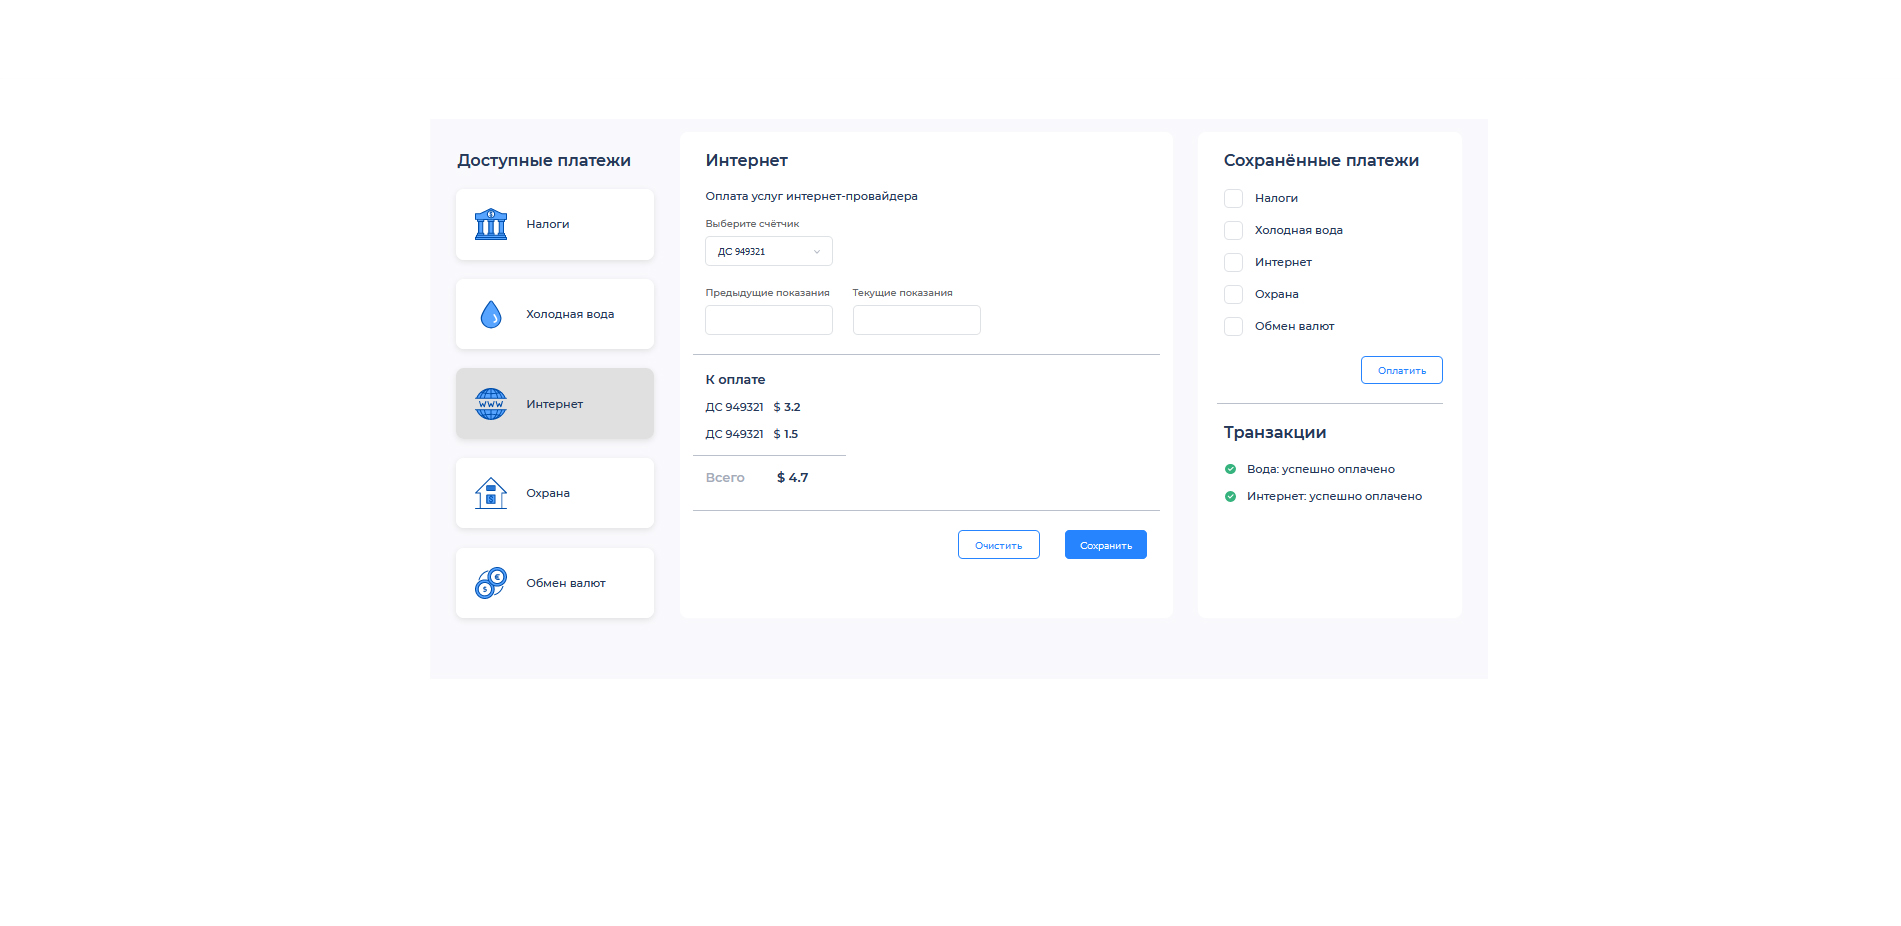 Доступные платежи
Налоги
Холодная вода
WWW
Интернет
Охрана
€
$
Обмен валют
Интернет
Оплата услуг интернет-провайдера
Выберите счётчик
ДС 949321
Предыдущие показания Текущие показания
К оплате
ДС 949321 $ 3.2
ДС 949321 $ 1.5
Всего $ 4.7
Очистить Сохранить
Сохранённые платежи
Налоги
Холодная вода
Интернет
Охрана
Обмен валют
Оплатить
Транзакции
Вода: успешно оплачено
Интернет: успешно оплачено